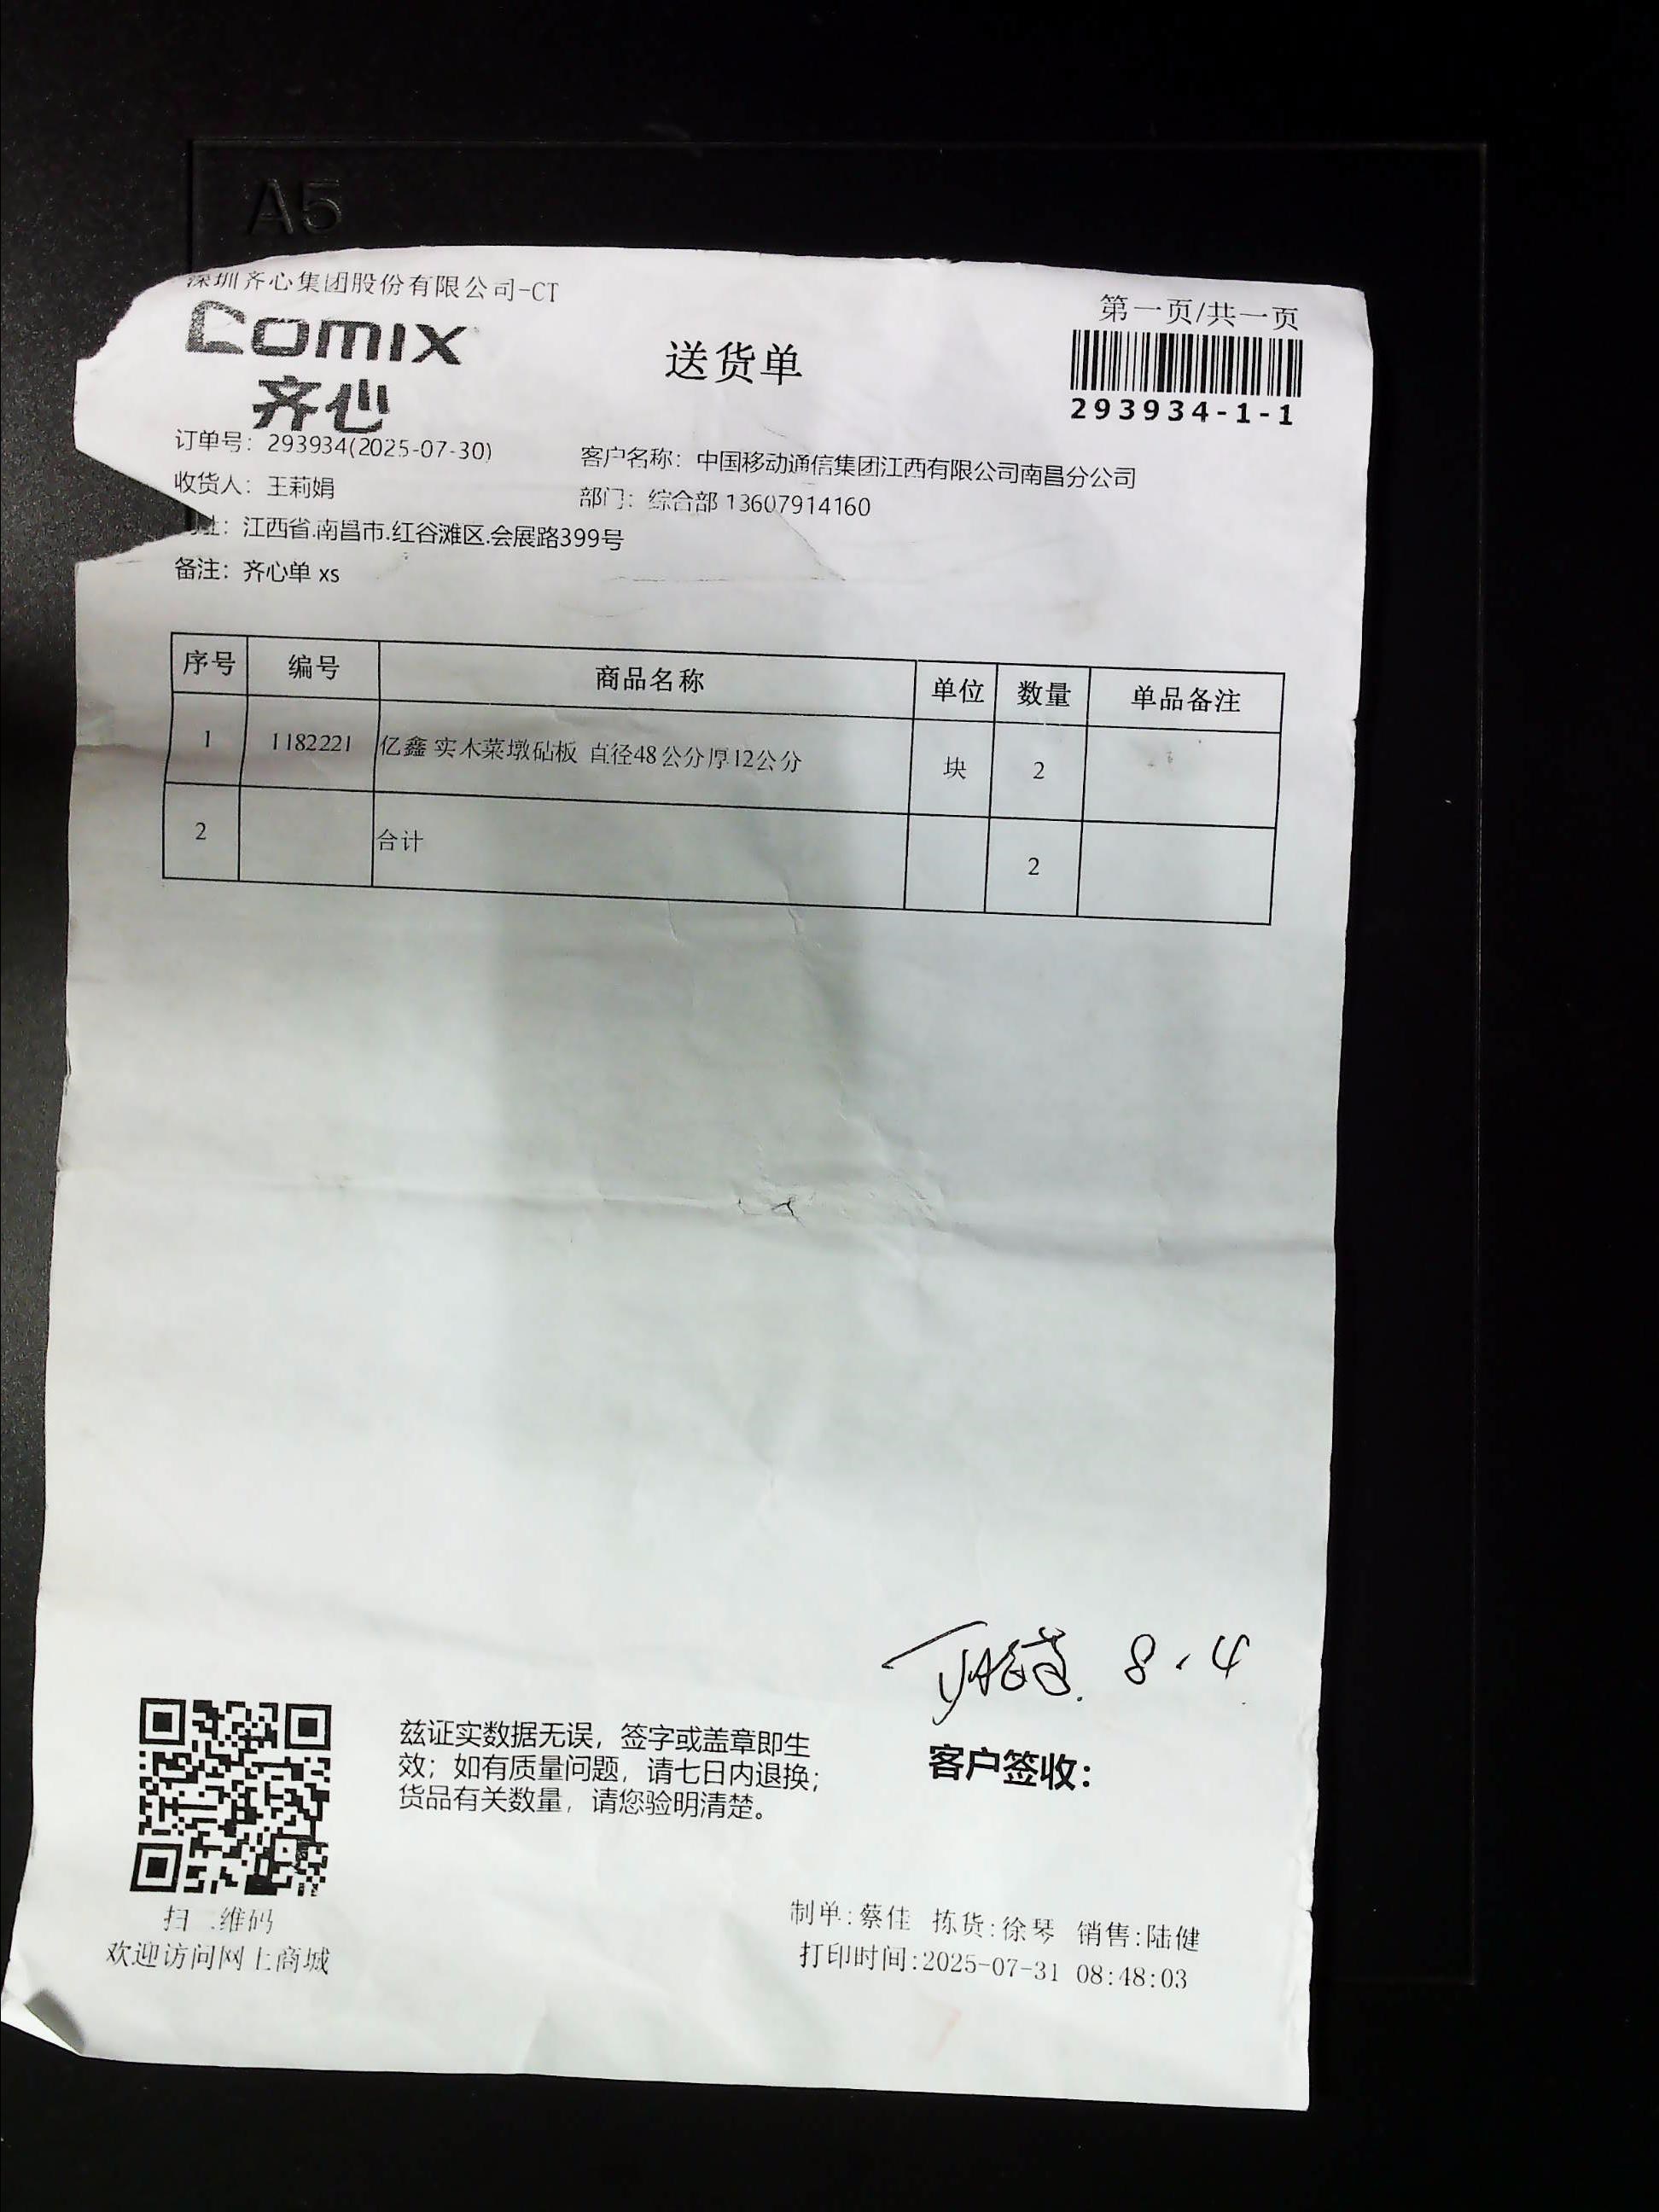 A5
深圳齐心集团股份有限公司-CT
第一页/共一页
comix
齐心
送货单
293934-1-1
订单号：293934(2025-07-30)
客户名称：中国移动通信集团江西有限公司南昌分公司
收货人：王莉娟
部门：综合部 13607914160
址：江西省.南昌市.红谷滩区.会展路399号
备注：齐心单 xs
序号 编号 商品名称 单位 数量 单品备注
1 1182221 亿鑫 实木菜墩砧板 直径48公分厚12公分 块 2
2 合计 2
8.4
兹证实数据无误，签字或盖章即生
效；如有质量问题，请七日内退换；
货品有关数量，请您验明清楚。
客户签收：
扫二维码
欢迎访问网上商城
制单:蔡佳 拣货:徐琴 销售:陆健
打印时间:2025-07-31 08:48:03